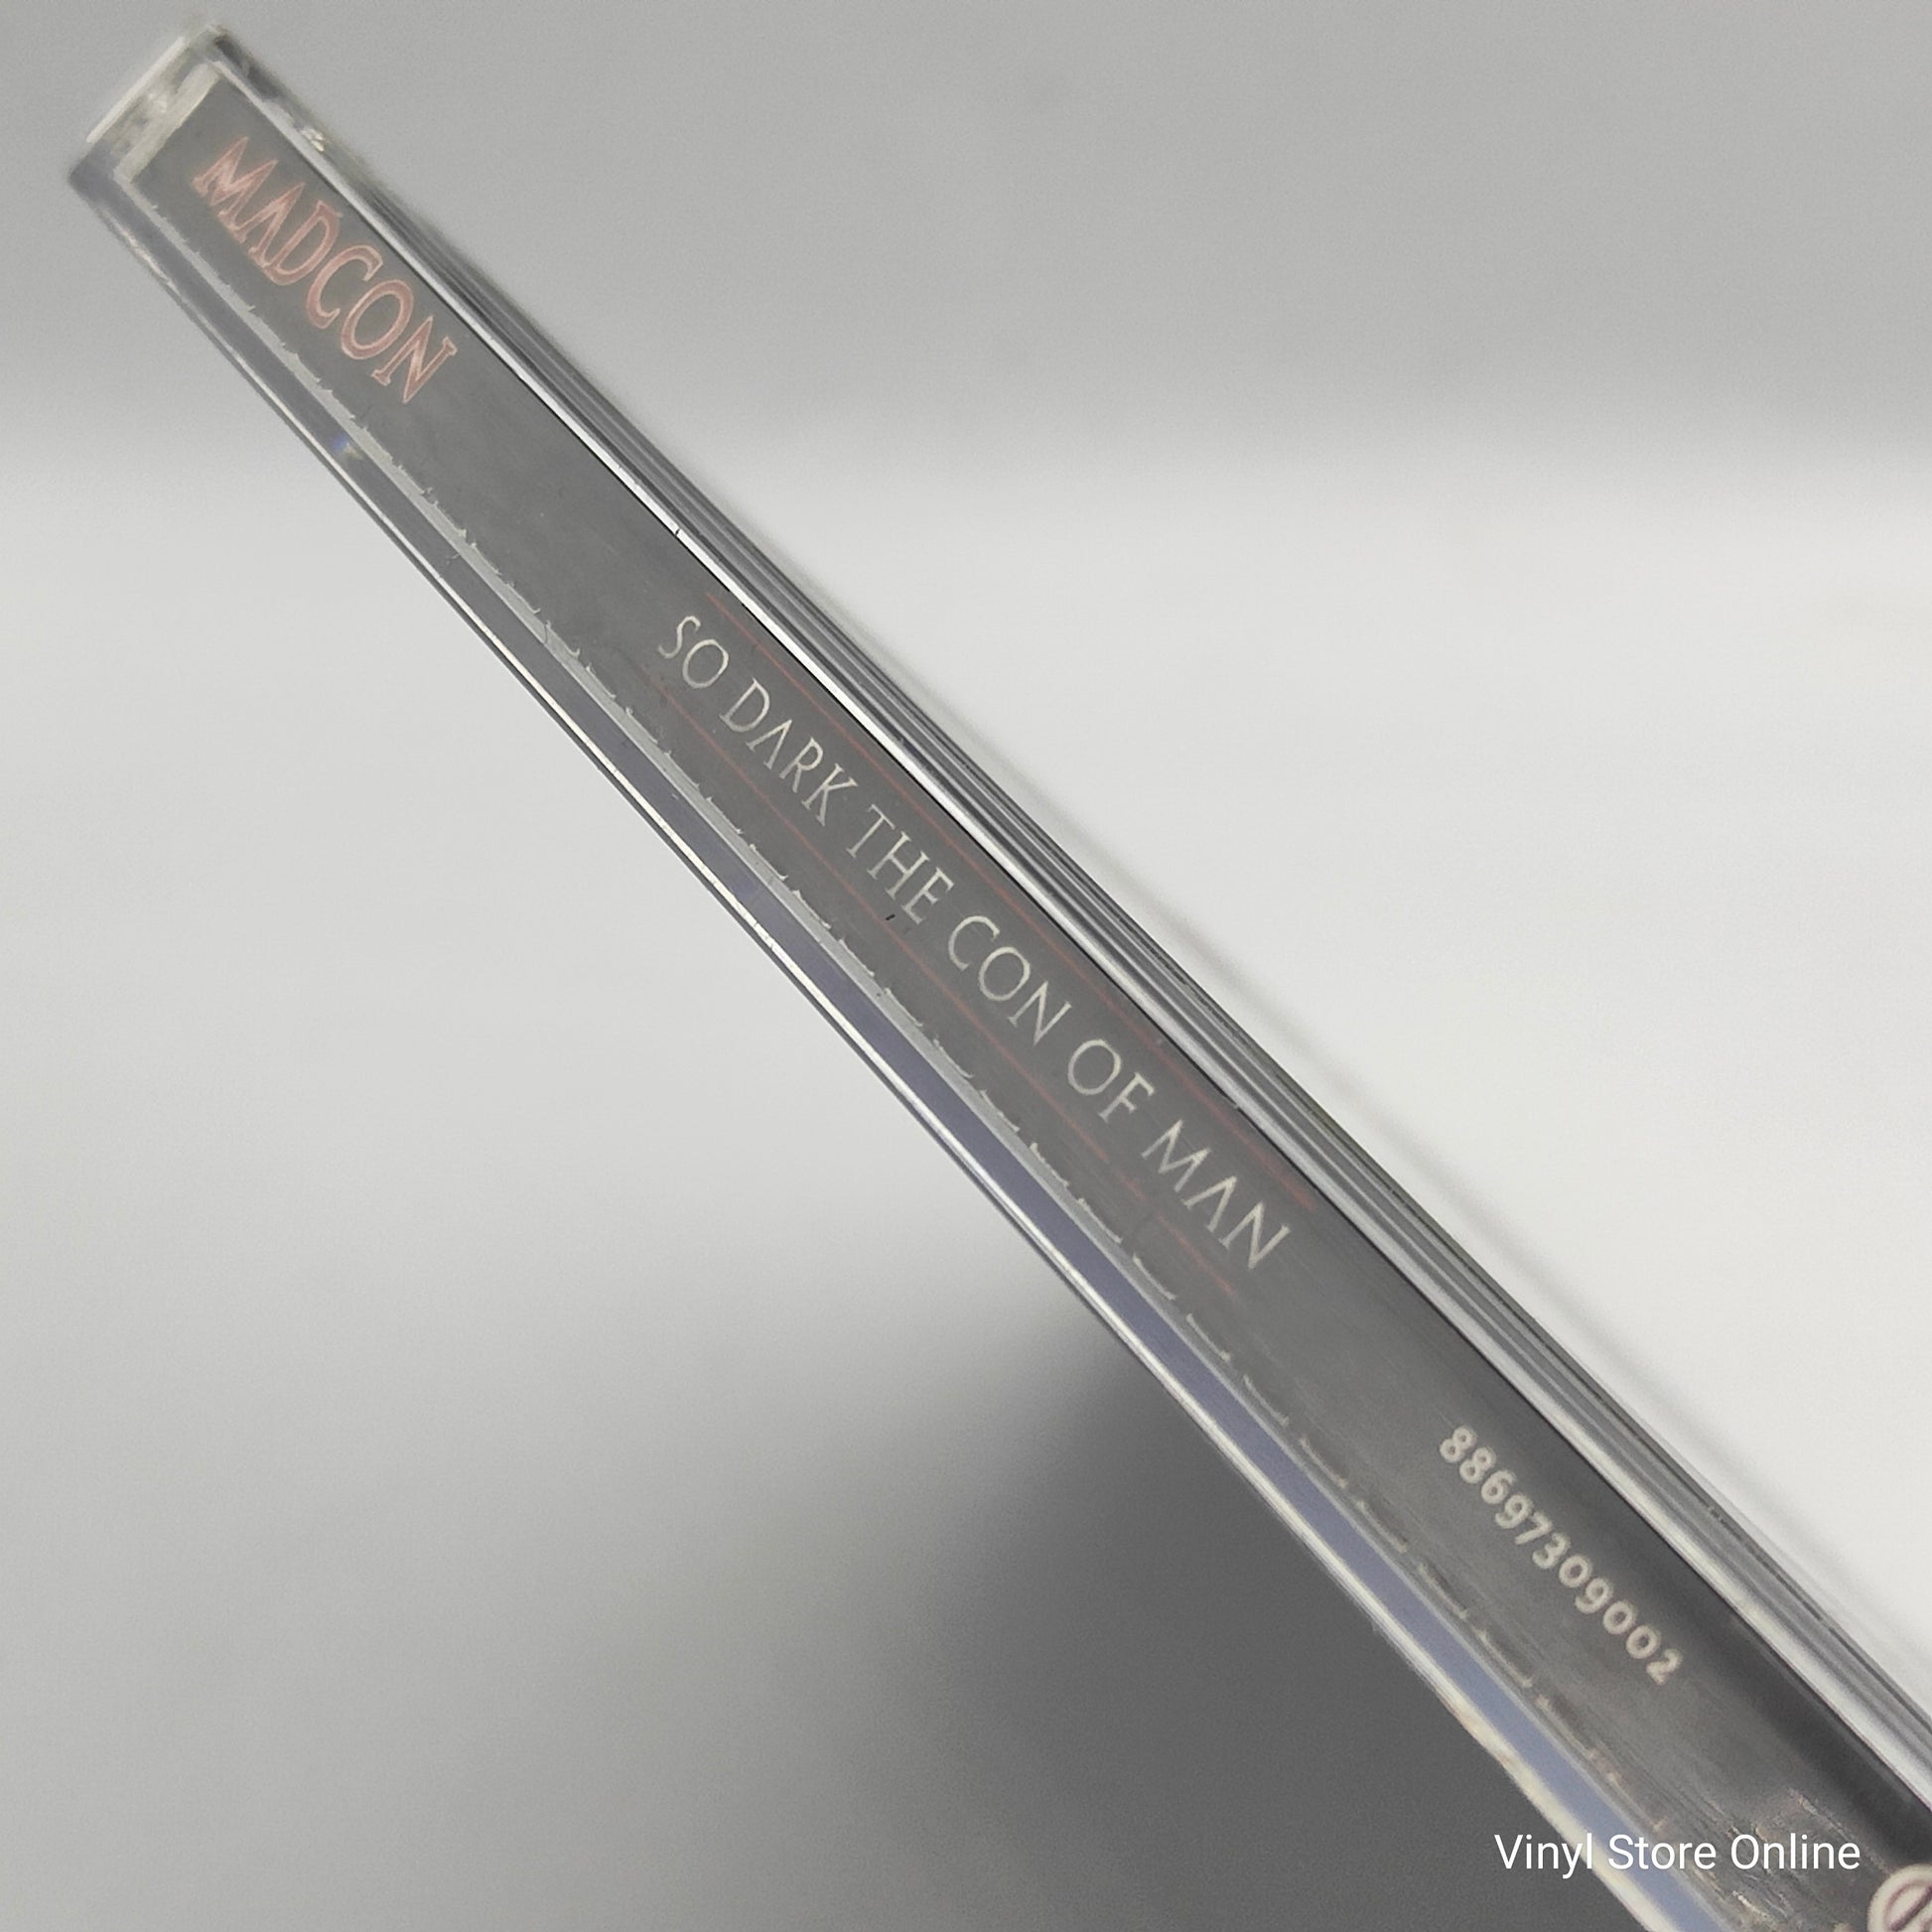 MADCON
SO DARK THE CON OF MAN
88697309002
Vinyl Store Online